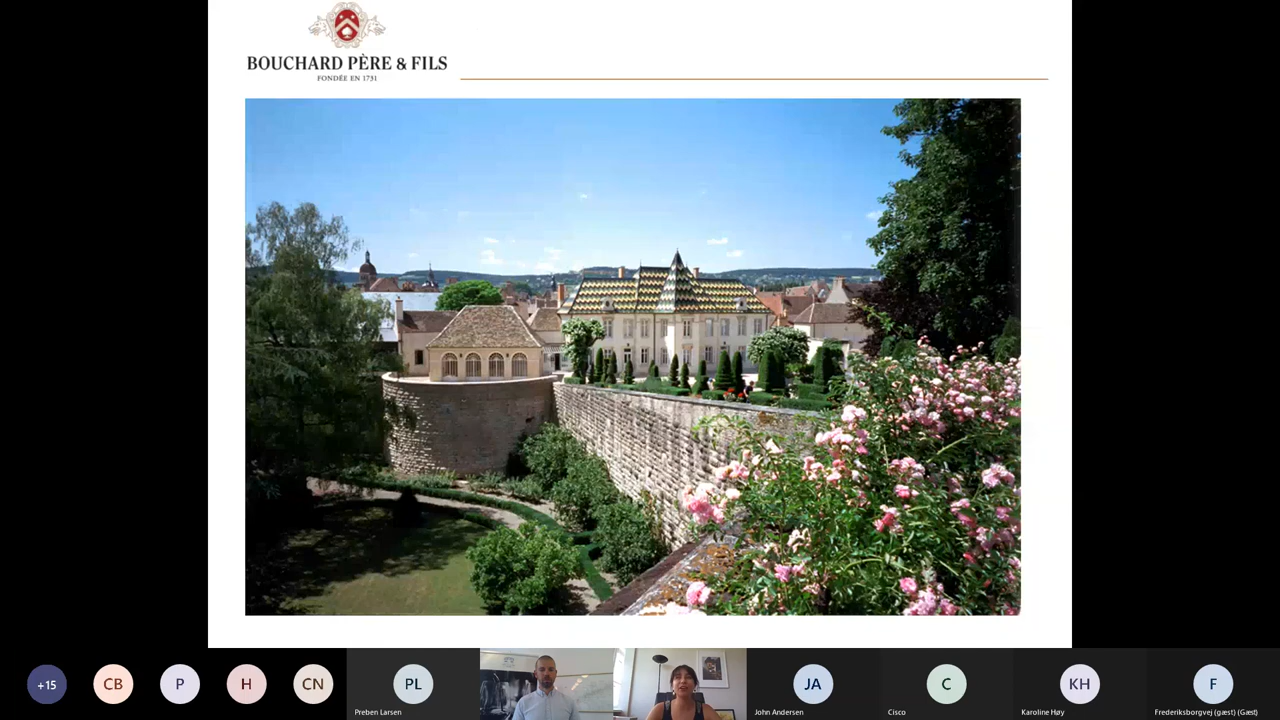 BOUCHARD PÈRE & FILS
FONDÉE EN 1731
+15
CB
P
H
CN
PL
JA
C
KH
F
Preben Larsen
John Andersen
Cisco
Karoline Høy
Frederiksborgvej (gæst) (Gæst)